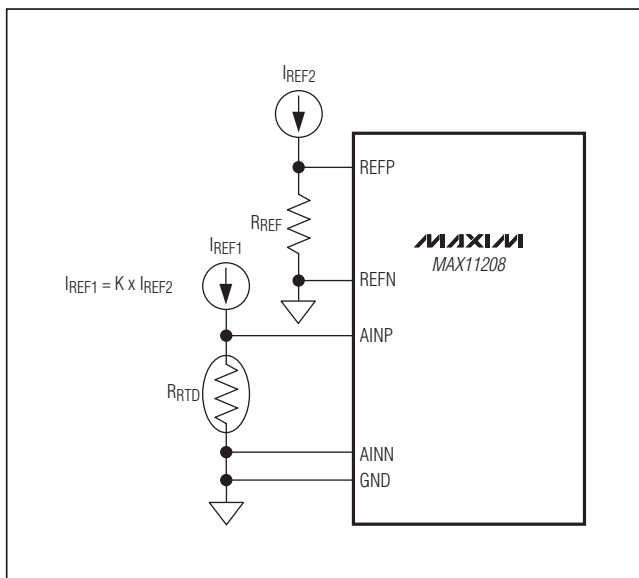 IREF2
REFP
RREF
MAXIM
MAX11208
IREF1
REFN
IREF1 = K x IREF2
AINP
RRTD
AINN
GND